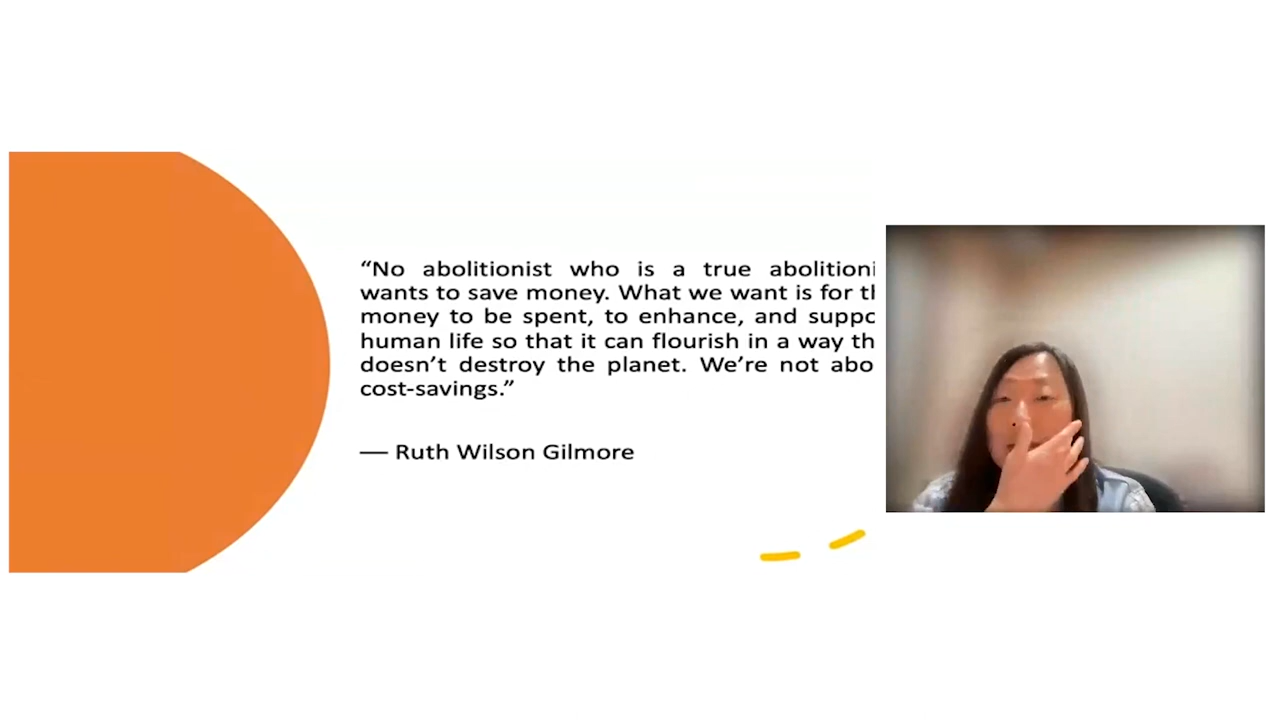 “No abolitionist who is a true abolitioni
wants to save money. What we want is for th
money to be spent, to enhance, and suppo
human life so that it can flourish in a way th
doesn’t destroy the planet. We’re not abo
cost-savings.”
— Ruth Wilson Gilmore